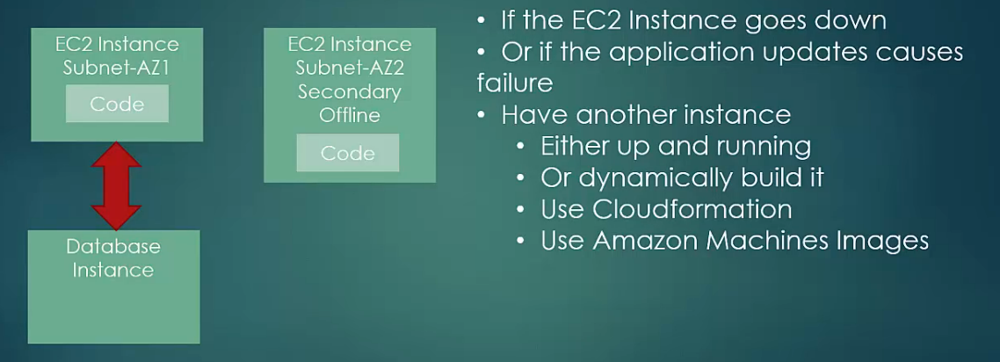 EC2 Instance
Subnet-AZ1
Code
EC2 Instance
Subnet-AZ2
Secondary
Offline
Code
Database
Instance
• If the EC2 Instance goes down
• Or if the application updates causes
failure
• Have another instance
• Either up and running
• Or dynamically build it
• Use Cloudformation
• Use Amazon Machines Images